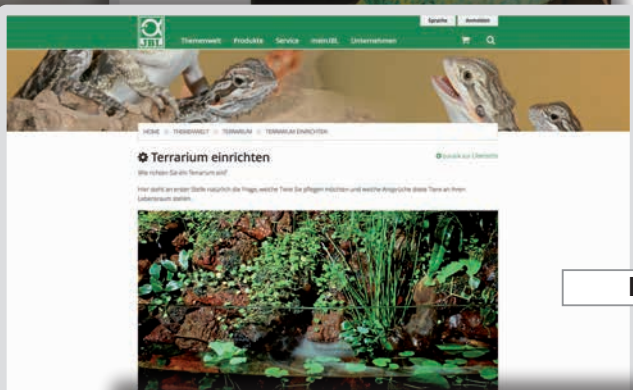 Sprache Anmelden
JBL
Themenwelt Produkte Service mein JBL Unternehmen
HOME THEMENWELT TERRARIUM TERRARIUM EINRICHTEN
Terrarium einrichten
zurück zur Übersicht
Wie richten Sie ein Terrarium ein?
Hier steht an erster Stelle natürlich die Frage, welche Tiere Sie pflegen möchten und welche Ansprüche diese Tiere an ihren
Lebensraum stellen.